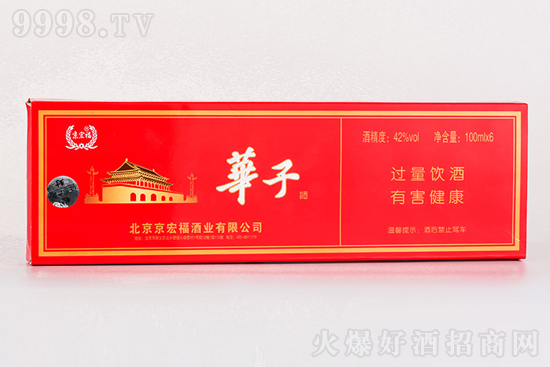 9998.TV
京宏福
華子
酒
北京京宏福酒业有限公司
酒精度：42%vol 净含量：100mlx6
过量饮酒
有害健康
温馨提示：酒后禁止驾车
火爆好酒招商网